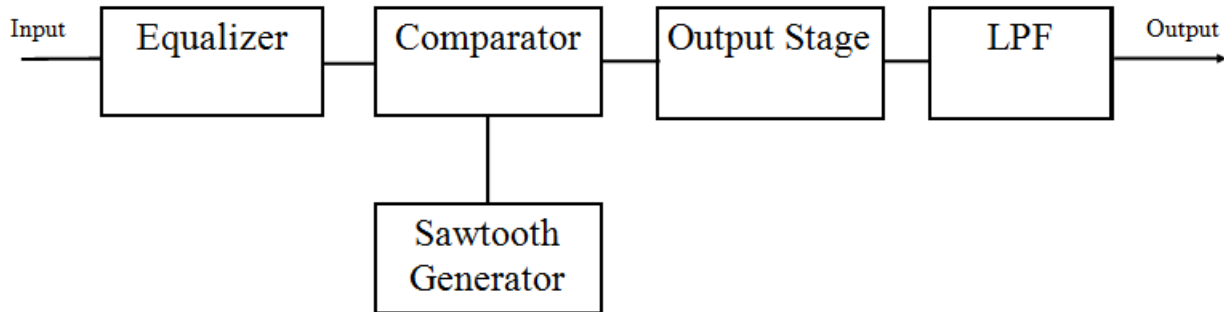 Input
Equalizer
Comparator
Output Stage
LPF
Output
Sawtooth
Generator